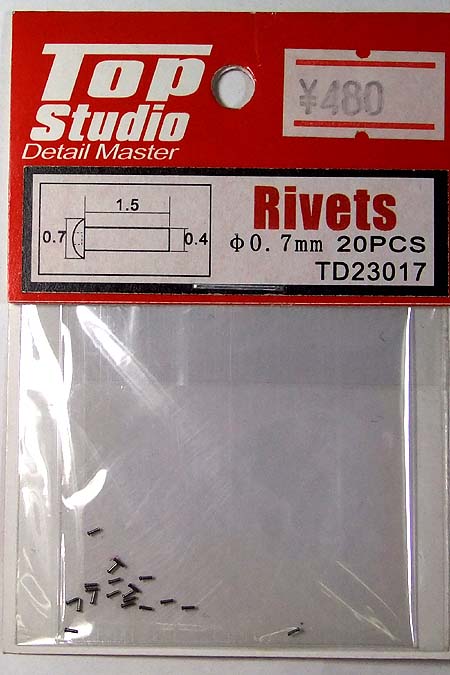 Top
Studio
Detail Master
¥480
1.5
0.7
0.4
Rivets
Φ0.7mm 20PCS
TD23017